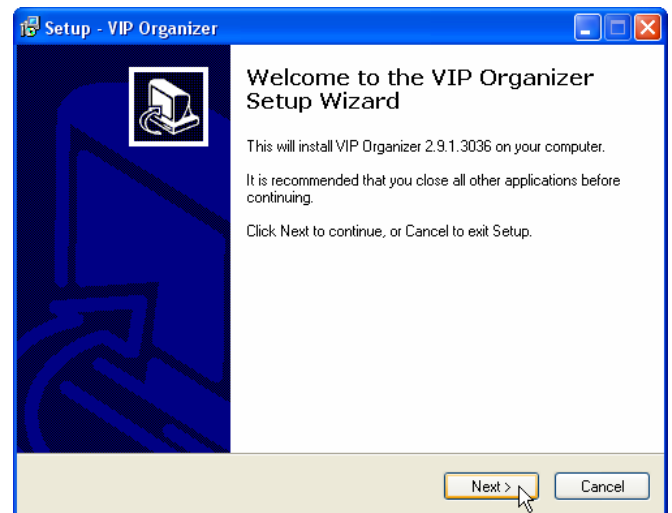 Setup - VIP Organizer
Welcome to the VIP Organizer
Setup Wizard
This will install VIP Organizer 2.9.1.3036 on your computer.
It is recommended that you close all other applications before
continuing.
Click Next to continue, or Cancel to exit Setup.
Next >
Cancel